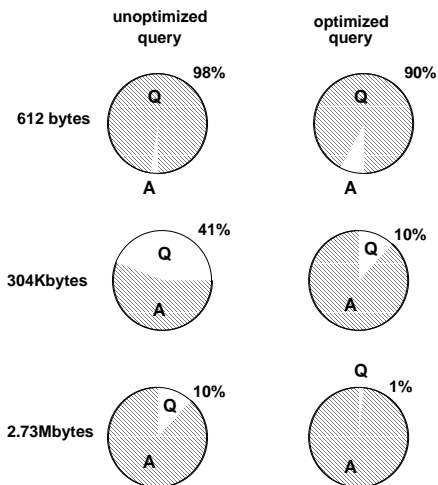 unoptimized
query
optimized
query
612 bytes
98%
Q
A
90%
Q
A
304Kbytes
41%
Q
A
10%
Q
A
2.73Mbytes
10%
Q
A
Q
1%
A